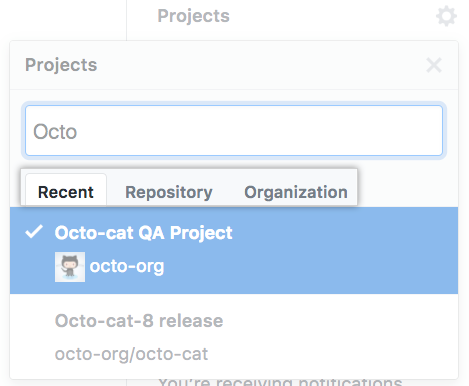 Projects
Projects
Octo
Recent Repository Organization
Octo-cat QA Project
octo-org
Octo-cat-8 release
octo-org/octo-cat
You're receiving notifications